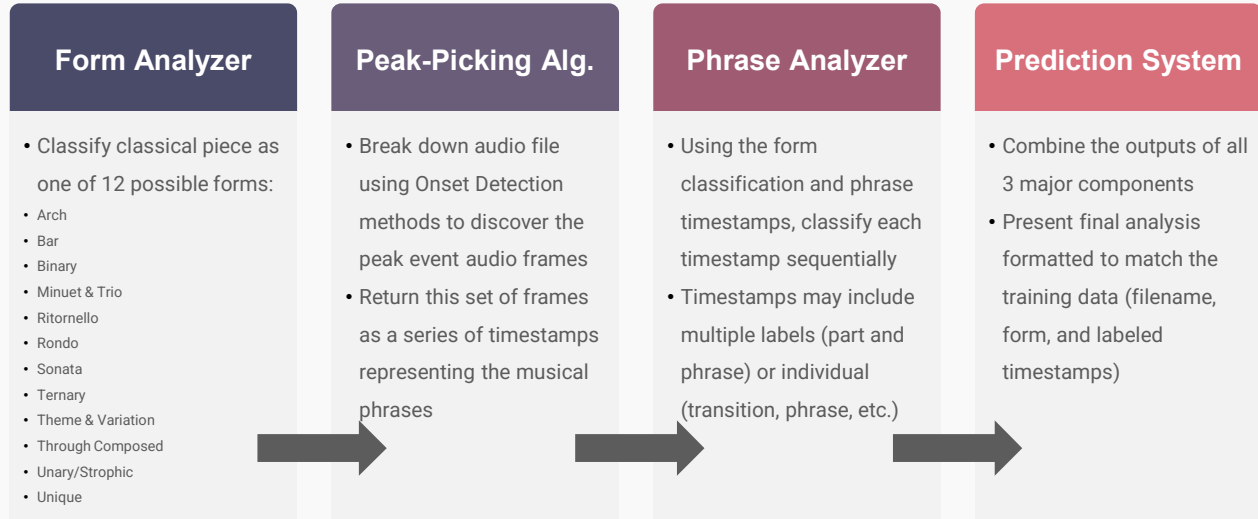 Form Analyzer
• Classify classical piece as
one of 12 possible forms:
• Arch
• Bar
• Binary
• Minuet & Trio
• Ritornello
• Rondo
• Sonata
• Ternary
• Theme & Variation
• Through Composed
• Unary/Strophic
• Unique
Peak-Picking Alg.
• Break down audio file
using Onset Detection
methods to discover the
peak event audio frames
• Return this set of frames
as a series of timestamps
representing the musical
phrases
Phrase Analyzer
• Using the form
classification and phrase
timestamps, classify each
timestamp sequentially
• Timestamps may include
multiple labels (part and
phrase) or individual
(transition, phrase, etc.)
Prediction System
• Combine the outputs of all
3 major components
• Present final analysis
formatted to match the
training data (filename,
form, and labeled
timestamps)